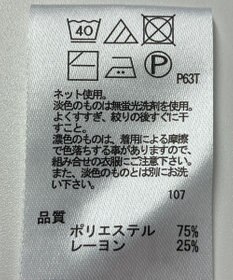 40
P
P63T
ネット使用。
淡色のものは無蛍光洗剤を使用。
よくすすぎ、絞りの後すぐに干
すこと。
濃色のものは、着用による摩擦
で色落ちする事がありますので、
組み合せの衣服にご注意下さい。
また、淡色のものとは別にお洗
い下さい。
107
品質
ポリエステル 75%
レーヨン 25%